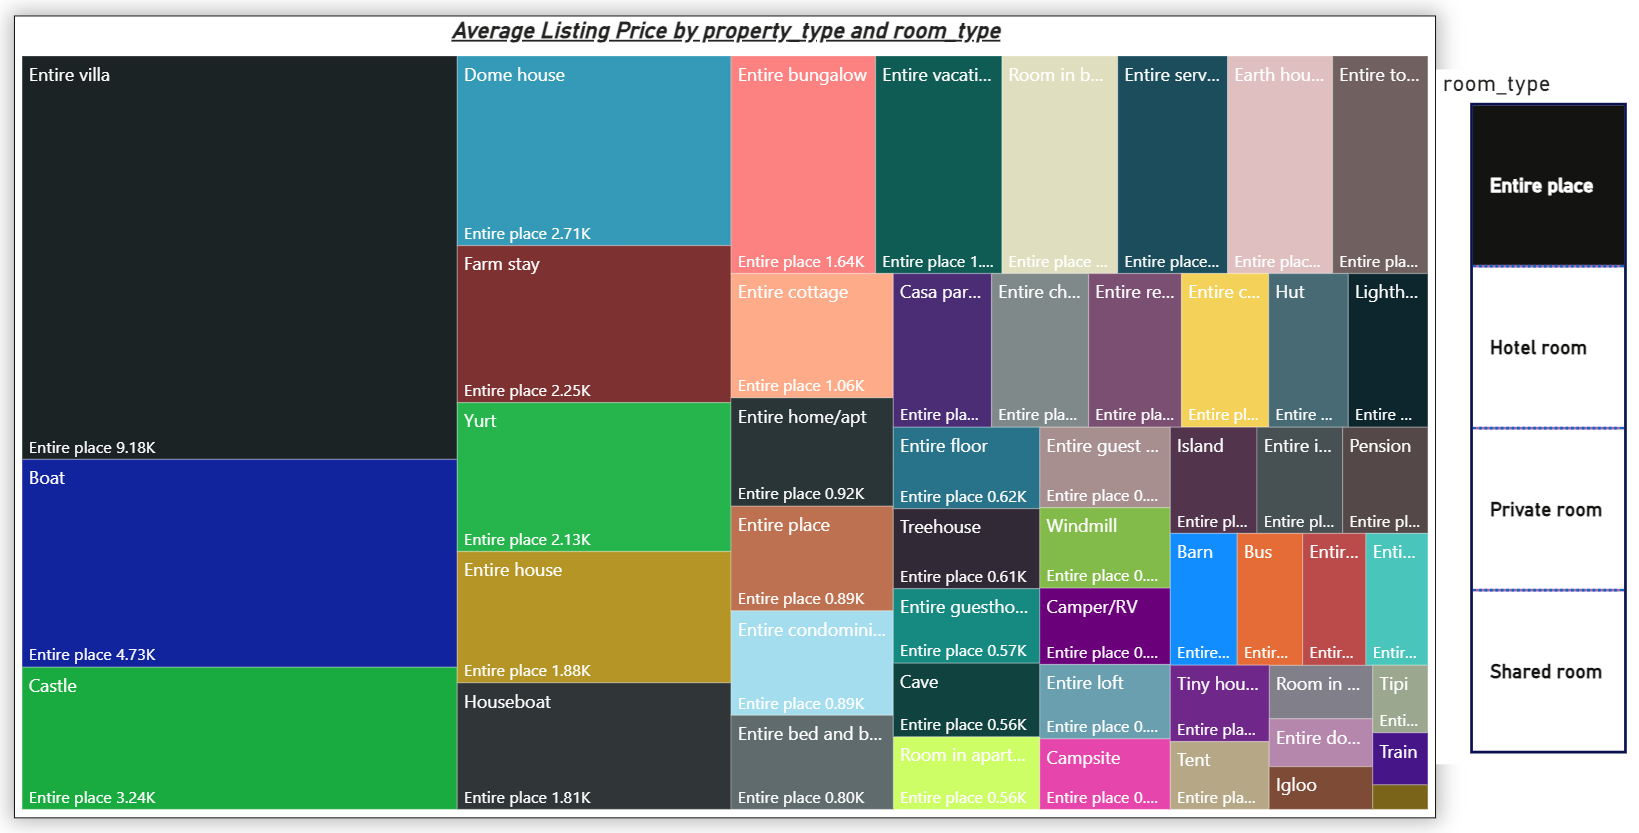 Average Listing Price by property_type and room_type
Entire villa
Entire place 9.18K
Boat
Entire place 4.73K
Castle
Entire place 3.24K
Dome house
Entire place 2.71K
Farm stay
Entire place 2.25K
Yurt
Entire place 2.13K
Entire house
Entire place 1.88K
Houseboat
Entire place 1.81K
Entire bungalow
Entire place 1.64K
Entire vacati...
Entire place 1....
Room in b...
Entire place ...
Entire serv...
Entire place...
Earth hou...
Entire plac...
Entire to...
Entire pla...
Entire cottage
Entire place 1.06K
Entire home/apt
Entire place 0.92K
Entire place
Entire place 0.89K
Entire condomini...
Entire place 0.89K
Entire bed and b...
Entire place 0.80K
Casa par...
Entire pla...
Entire ch...
Entire pla...
Entire re...
Entire pla...
Entire c...
Entire pl...
Hut
Entire ...
Lighth...
Entire ...
Entire floor
Entire place 0.62K
Treehouse
Entire place 0.61K
Entire guestho...
Entire place 0.57K
Cave
Entire place 0.56K
Room in apart...
Entire place 0.56K
Entire guest ...
Entire place 0....
Windmill
Entire place 0....
Camper/RV
Entire place 0....
Entire loft
Entire place 0....
Campsite
Entire place 0....
Island
Entire pl...
Entire i...
Entire pl...
Pension
Entire pl...
Barn
Entire...
Bus
Entir...
Entir...
Entir...
Enti...
Entir...
Tiny hou...
Entire pla...
Tent
Entire pla...
Room in ...
Entire do...
Igloo
Tipi
Enti...
Train
room_type
Entire place
Hotel room
Private room
Shared room